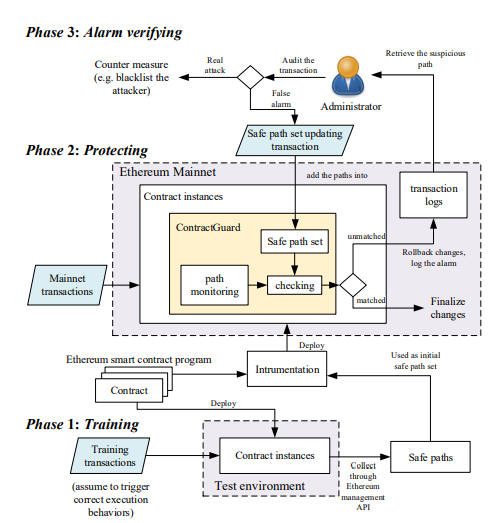 Phase 3: Alarm verifying
Counter measure
(e.g. blacklist the
attacker)
Real
attack
Audit the
transaction
Retrieve the suspicious
path
False
alarm
Administrator
Safe path set updating
transaction
Phase 2: Protecting
Ethereum Mainnet
add the paths into
transaction
logs
Contract instances
ContractGuard
Safe path set
unmatched
Rollback changes,
log the alarm
Mainnet
transactions
path
monitoring
checking
matched
Finalize
changes
Deploy
Ethereum smart contract program
Contract
Intrumentation
Used as initial
safe path set
Deploy
Phase 1: Training
Training
transactions
(assume to trigger
correct execution
behaviors)
Contract instances
Test environment
Collect
through
Ethereum
management
API
Safe paths